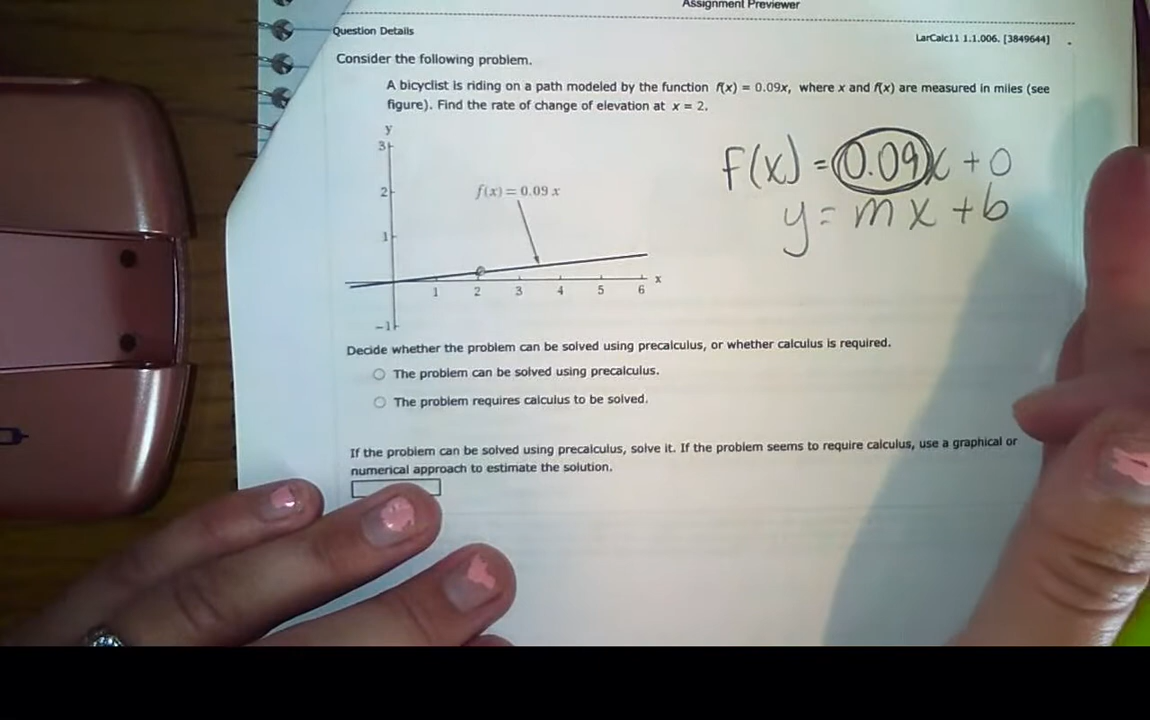 Assignment Previewer
Question Details
LarCalc11 1.1.006. [3849644]
Consider the following problem.
A bicyclist is riding on a path modeled by the function f(x) = 0.09x, where x and f(x) are measured in miles (see
figure). Find the rate of change of elevation at x = 2.
y
3
2
1
-1
f(x) = 0.09 x
1 2 3 4 5 6 x
f(x) = 0.09x + 0
y = mx + b
Decide whether the problem can be solved using precalculus, or whether calculus is required.
The problem can be solved using precalculus.
The problem requires calculus to be solved.
If the problem can be solved using precalculus, solve it. If the problem seems to require calculus, use a graphical or
numerical approach to estimate the solution.